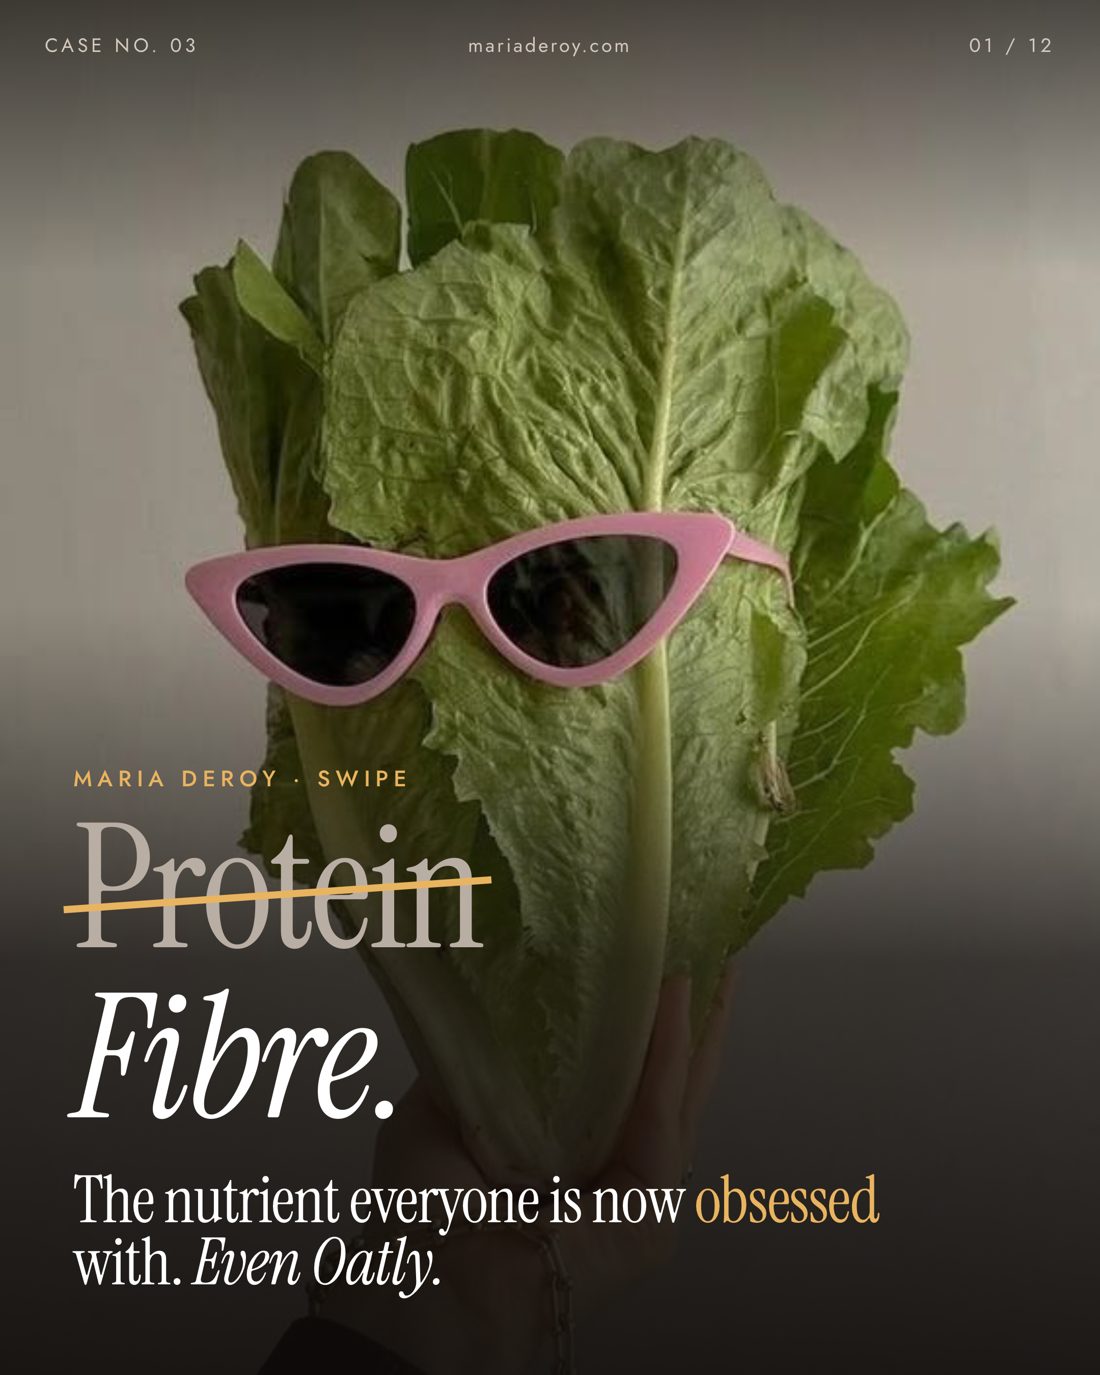 CASE NO. 03
mariaderoy.com
01 / 12
MARIA DEROY · SWIPE
Protein
Fibre.
The nutrient everyone is now obsessed
with. Even Oatly.